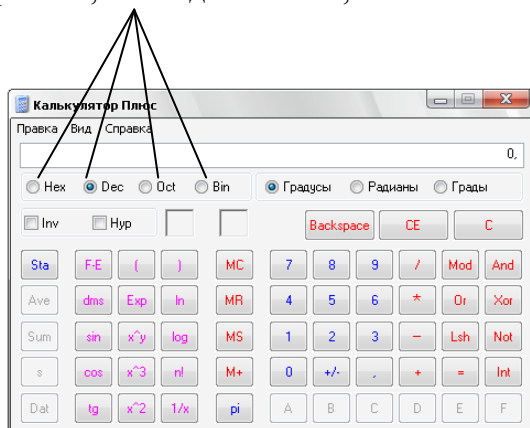 Калькулятор Плюс
Правка Вид Справка
0,
Hex Dec Oct Bin Градусы Радианы Грады
Inv Hyp Backspace CE C
Sta F-E ( ) MC 7 8 9 / Mod And
Ave dms Exp ln MR 4 5 6 * Or Xor
Sum sin x^y log MS 1 2 3 - Lsh Not
s cos x^3 n! M+ 0 +/- , + = Int
Dat tg x^2 1/x pi A B C D E F